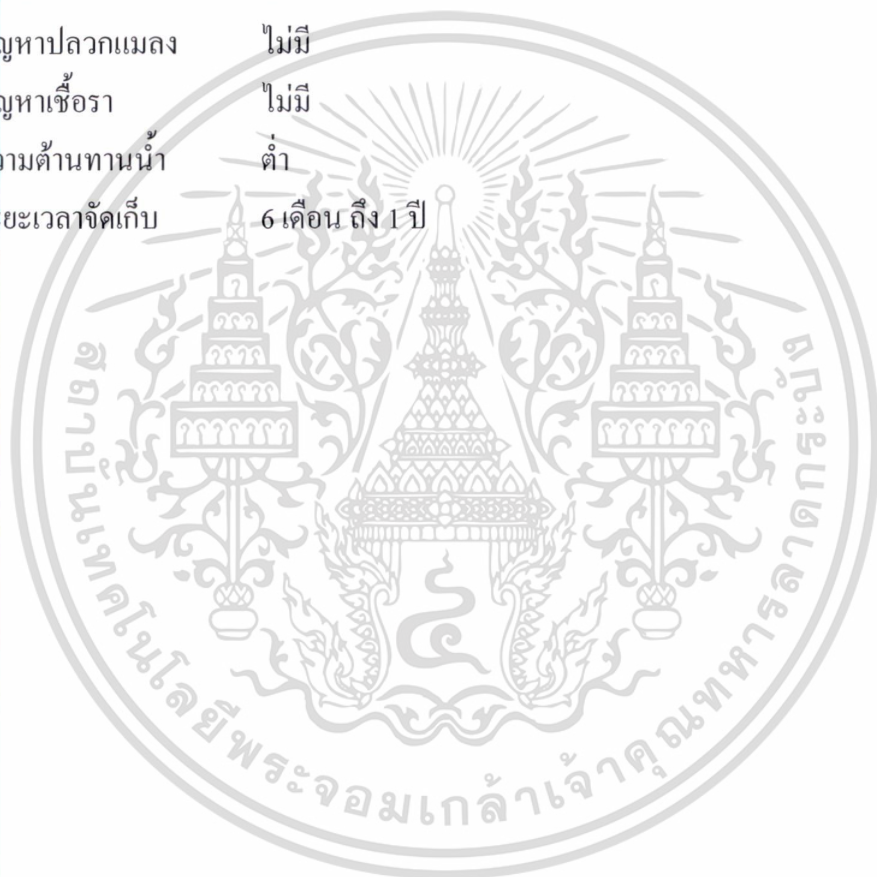 ญหาปลวกแมลง ไม่มี
ญหาเชื้อรา ไม่มี
วามต้านทานน้ำ ต่ำ
ะยะเวลาจัดเก็บ 6 เดือน ถึง 1 ปี
สถาบันเทคโนโลยีพระจอมเกล้าเจ้าคุณทหารลาดกระบัง
๔